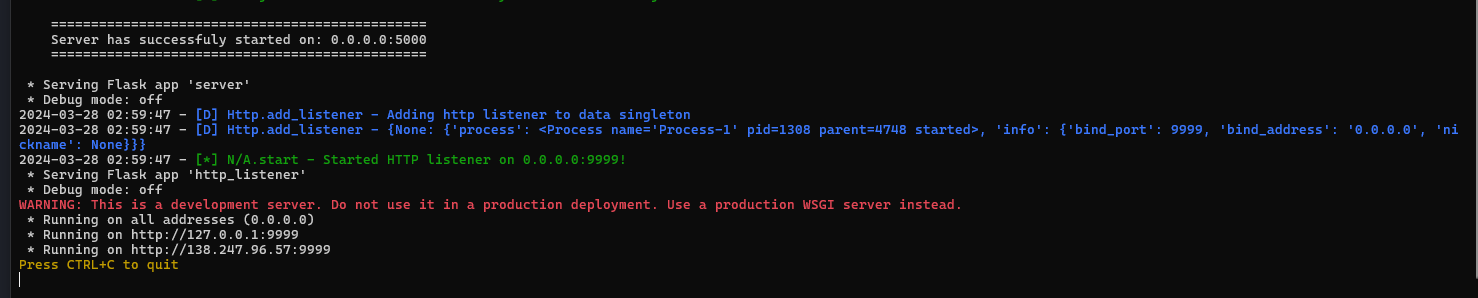 ===============================================
Server has successfuly started on: 0.0.0.0:5000
===============================================
* Serving Flask app 'server'
* Debug mode: off
2024-03-28 02:59:47 - [D] Http.add_listener - Adding http listener to data singleton
2024-03-28 02:59:47 - [D] Http.add_listener - {None: {'process': <Process name='Process-1' pid=1308 parent=4748 started>, 'info': {'bind_port': 9999, 'bind_address': '0.0.0.0', 'ni
ckname': None}}}
2024-03-28 02:59:47 - [*] N/A.start - Started HTTP listener on 0.0.0.0:9999!
* Serving Flask app 'http_listener'
* Debug mode: off
WARNING: This is a development server. Do not use it in a production deployment. Use a production WSGI server instead.
* Running on all addresses (0.0.0.0)
* Running on http://127.0.0.1:9999
* Running on http://138.247.96.57:9999
Press CTRL+C to quit